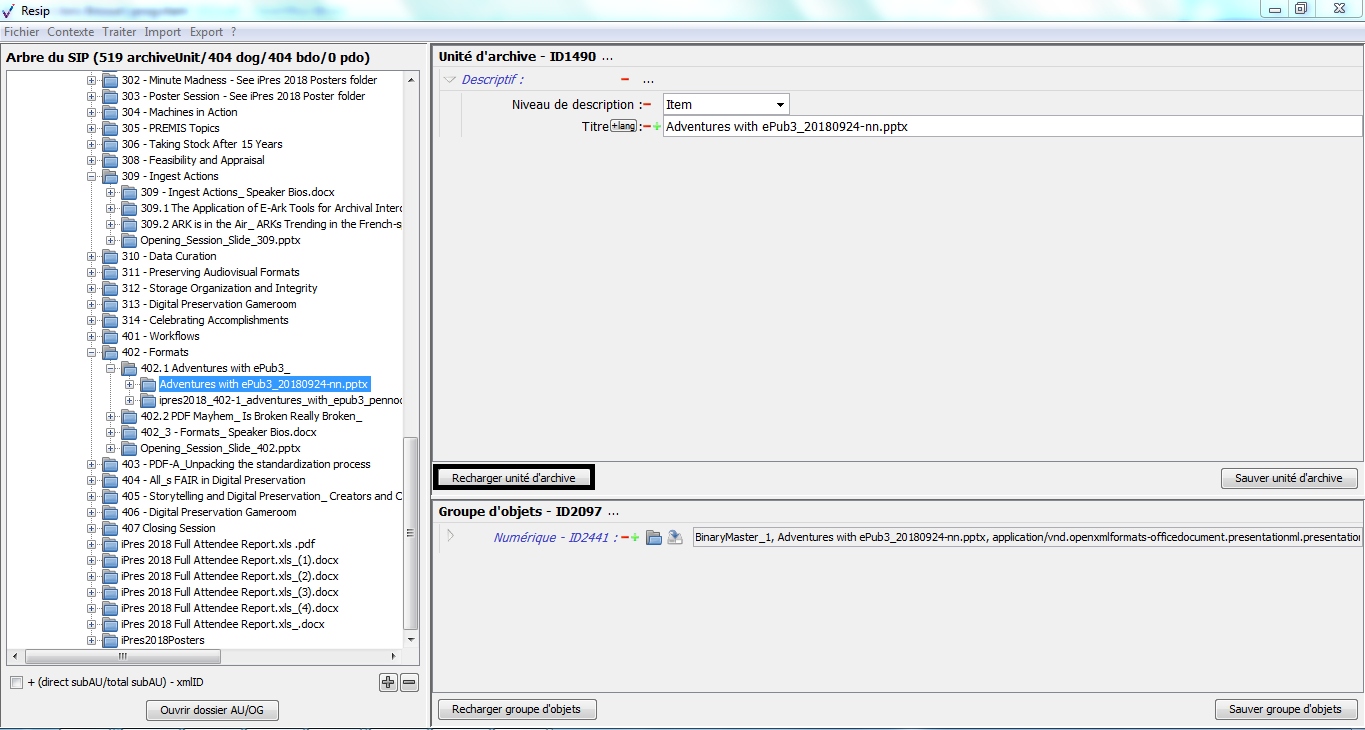 Resip
Fichier Contexte Traiter Import Export ?
Arbre du SIP (519 archiveUnit/404 dog/404 bdo/0 pdo)
302 - Minute Madness - See iPres 2018 Posters folder
303 - Poster Session - See iPres 2018 Poster folder
304 - Machines in Action
305 - PREMIS Topics
306 - Taking Stock After 15 Years
308 - Feasibility and Appraisal
309 - Ingest Actions
309 - Ingest Actions_ Speaker Bios.docx
309.1 The Application of E-Ark Tools for Archival Interc
309.2 ARK is in the Air_ ARKs Trending in the French-s
Opening_Session_Slide_309.pptx
310 - Data Curation
311 - Preserving Audiovisual Formats
312 - Storage Organization and Integrity
313 - Digital Preservation Gameroom
314 - Celebrating Accomplishments
401 - Workflows
402 - Formats
402.1 Adventures with ePub3_
Adventures with ePub3_20180924-nn.pptx
ipres2018_402-1_adventures_with_epub3_pennoc
402.2 PDF Mayhem_ Is Broken Really Broken_
402_3 - Formats_ Speaker Bios.docx
Opening_Session_Slide_402.pptx
403 - PDF-A_Unpacking the standardization process
404 - All_s FAIR in Digital Preservation
405 - Storytelling and Digital Preservation_ Creators and C
406 - Digital Preservation Gameroom
407 Closing Session
iPres 2018 Full Attendee Report.xls .pdf
iPres 2018 Full Attendee Report.xls_(1).docx
iPres 2018 Full Attendee Report.xls_(2).docx
iPres 2018 Full Attendee Report.xls_(3).docx
iPres 2018 Full Attendee Report.xls_(4).docx
iPres 2018 Full Attendee Report.xls_.docx
iPres2018Posters
+ (direct subAU/total subAU) - xmlID
Ouvrir dossier AU/OG
Unité d'archive - ID1490 ...
Descriptif : ...
Niveau de description : Item
Titre +lang : Adventures with ePub3_20180924-nn.pptx
Recharger unité d'archive
Sauver unité d'archive
Groupe d'objets - ID2097 ...
Numérique - ID2441 : BinaryMaster_1, Adventures with ePub3_20180924-nn.pptx, application/vnd.openxmlformats-officedocument.presentationml.presentation
Recharger groupe d'objets
Sauver groupe d'objets